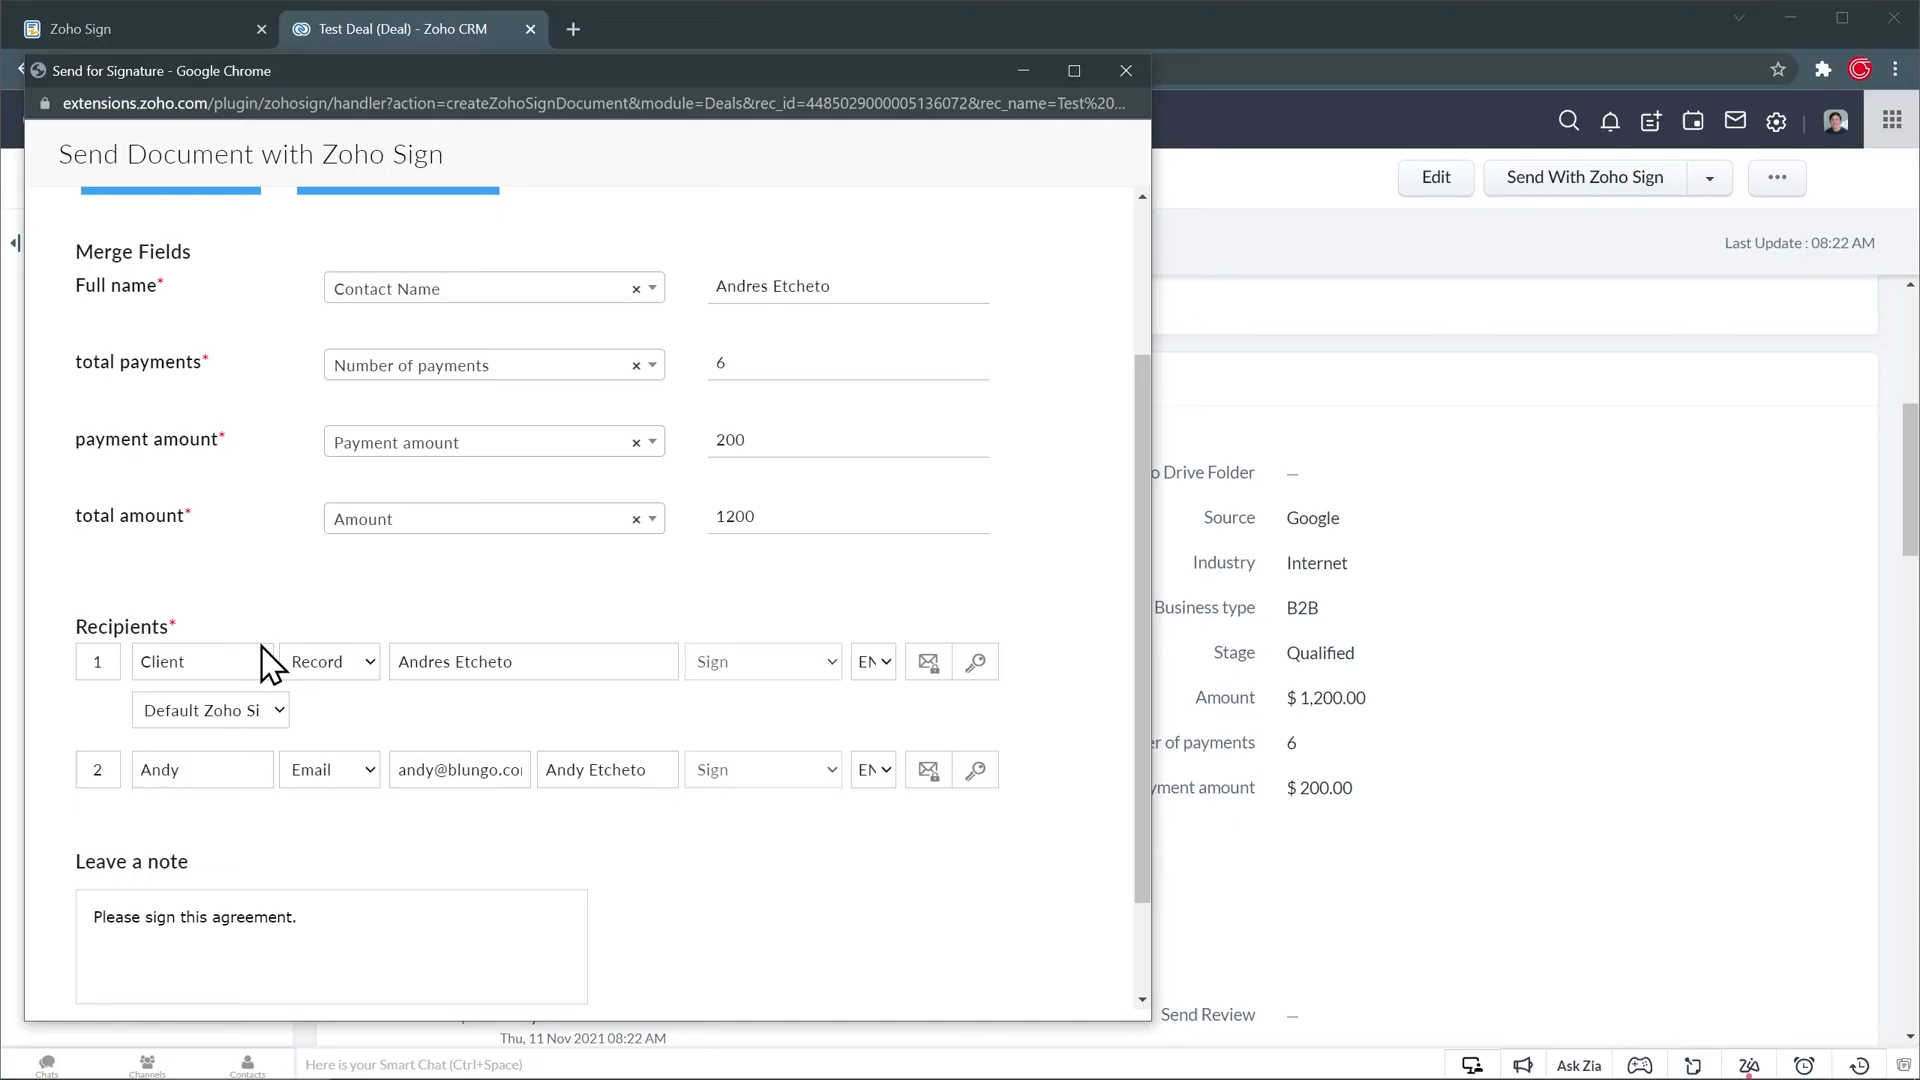 Zoho Sign
Test Deal (Deal) - Zoho CRM
Send for Signature - Google Chrome
extensions.zoho.com/plugin/zohosign/handler?action=createZohoSignDocument&module=Deals&rec_id=4485029000005136072&rec_name=Test%20...
Send Document with Zoho Sign
Edit
Send With Zoho Sign
Last Update : 08:22 AM
Merge Fields
Full name*
Contact Name
Andres Etcheto
total payments*
Number of payments
6
payment amount*
Payment amount
200
total amount*
Amount
1200
Recipients*
1
Client
Record
Andres Etcheto
Sign
EN
Default Zoho Si
2
Andy
Email
andy@blungo.co
Andy Etcheto
Sign
EN
Leave a note
Please sign this agreement.
o Drive Folder
—
Source
Google
Industry
Internet
Business type
B2B
Stage
Qualified
Amount
$ 1,200.00
er of payments
6
yment amount
$ 200.00
Send Review
—
Thu, 11 Nov 2021 08:22 AM
Chats
Channels
Contacts
Here is your Smart Chat (Ctrl+Space)
Ask Zia